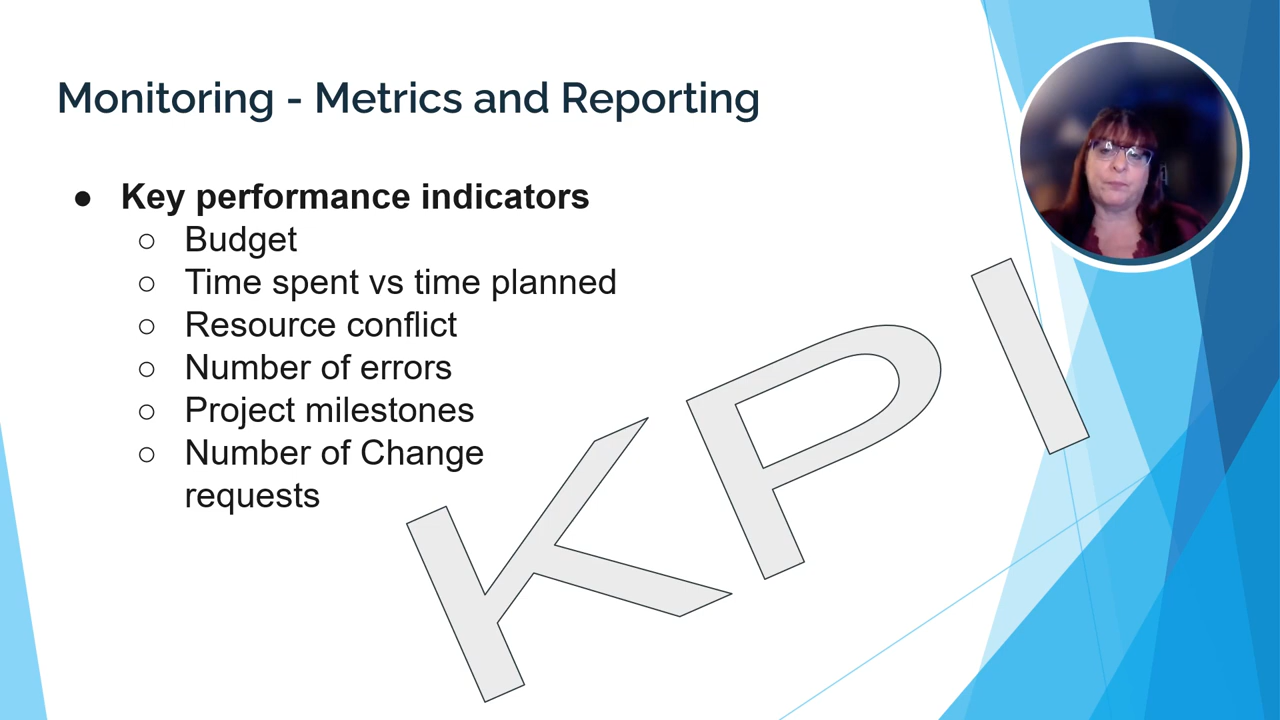 Monitoring - Metrics and Reporting
● Key performance indicators
○ Budget
○ Time spent vs time planned
○ Resource conflict
○ Number of errors
○ Project milestones
○ Number of Change
requests
KPI